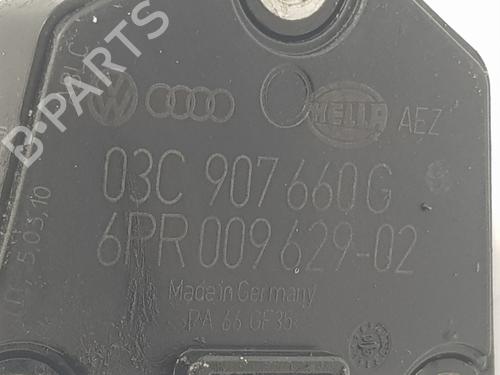 B-PARTS
HELLA
AEZ
03C 907 660 G
6PR 009 629-02
Made in Germany
PA 66 GF35